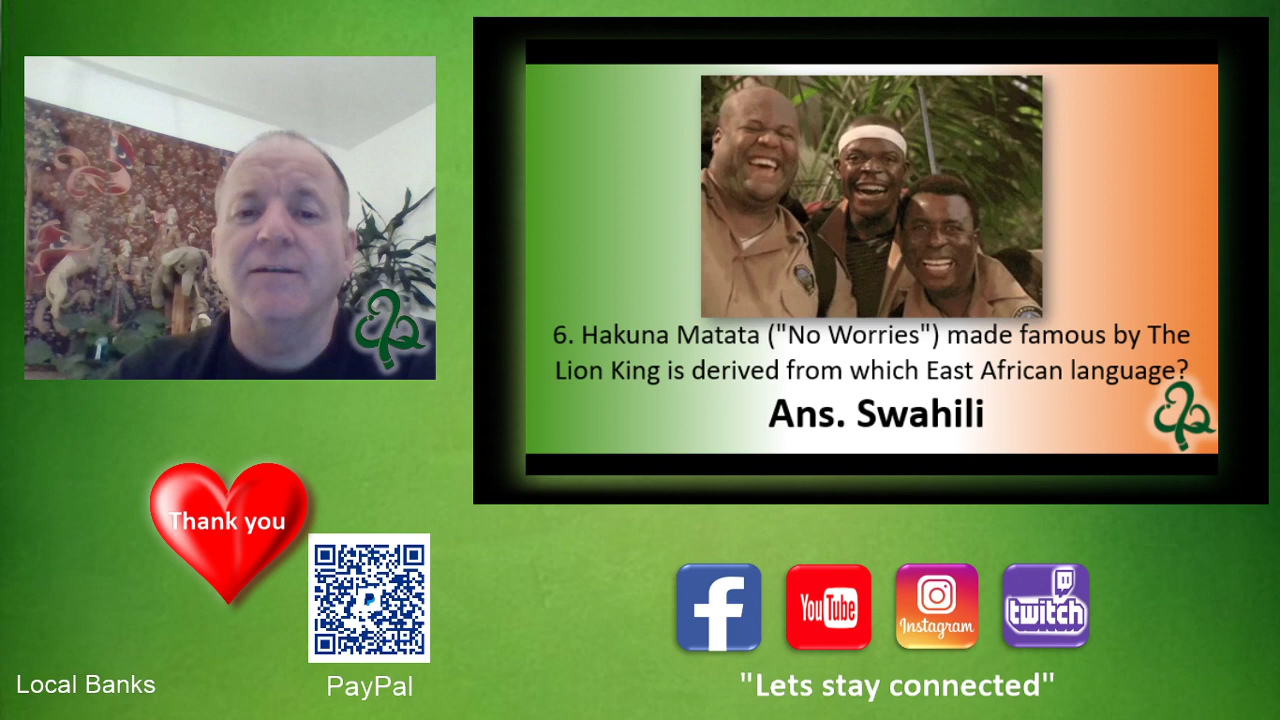 6. Hakuna Matata ("No Worries") made famous by The
Lion King is derived from which East African language?
Ans. Swahili
Thank you
Local Banks
PayPal
YouTube
Instagram
twitch
"Lets stay connected"